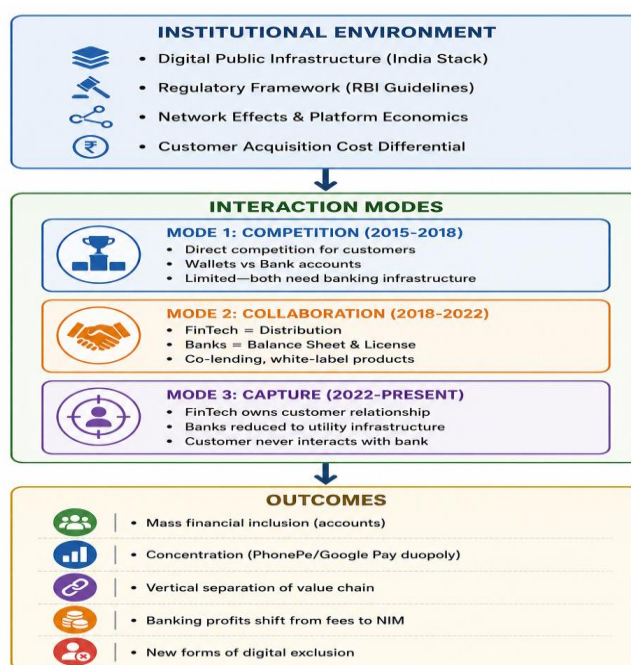 INSTITUTIONAL ENVIRONMENT
• Digital Public Infrastructure (India Stack)
• Regulatory Framework (RBI Guidelines)
• Network Effects & Platform Economics
₹ • Customer Acquisition Cost Differential
INTERACTION MODES
MODE 1: COMPETITION (2015-2018)
• Direct competition for customers
• Wallets vs Bank accounts
• Limited—both need banking infrastructure
MODE 2: COLLABORATION (2018-2022)
• FinTech = Distribution
• Banks = Balance Sheet & License
• Co-lending, white-label products
MODE 3: CAPTURE (2022-PRESENT)
• FinTech owns customer relationship
• Banks reduced to utility infrastructure
• Customer never interacts with bank
OUTCOMES
• Mass financial inclusion (accounts)
• Concentration (PhonePe/Google Pay duopoly)
• Vertical separation of value chain
• Banking profits shift from fees to NIM
• New forms of digital exclusion